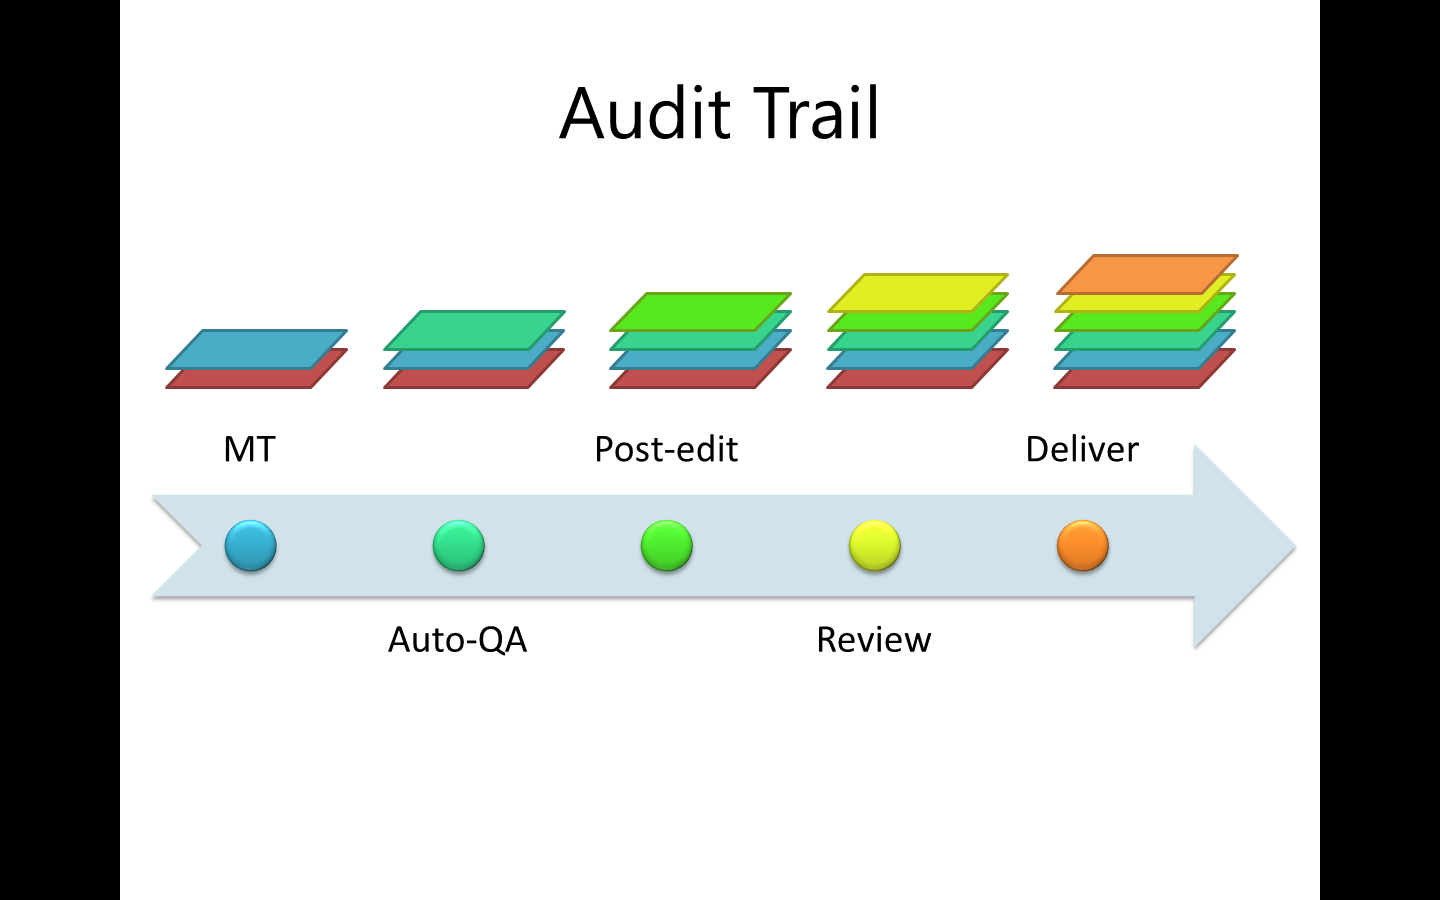 Audit Trail
MT
Post-edit
Deliver
Auto-QA
Review